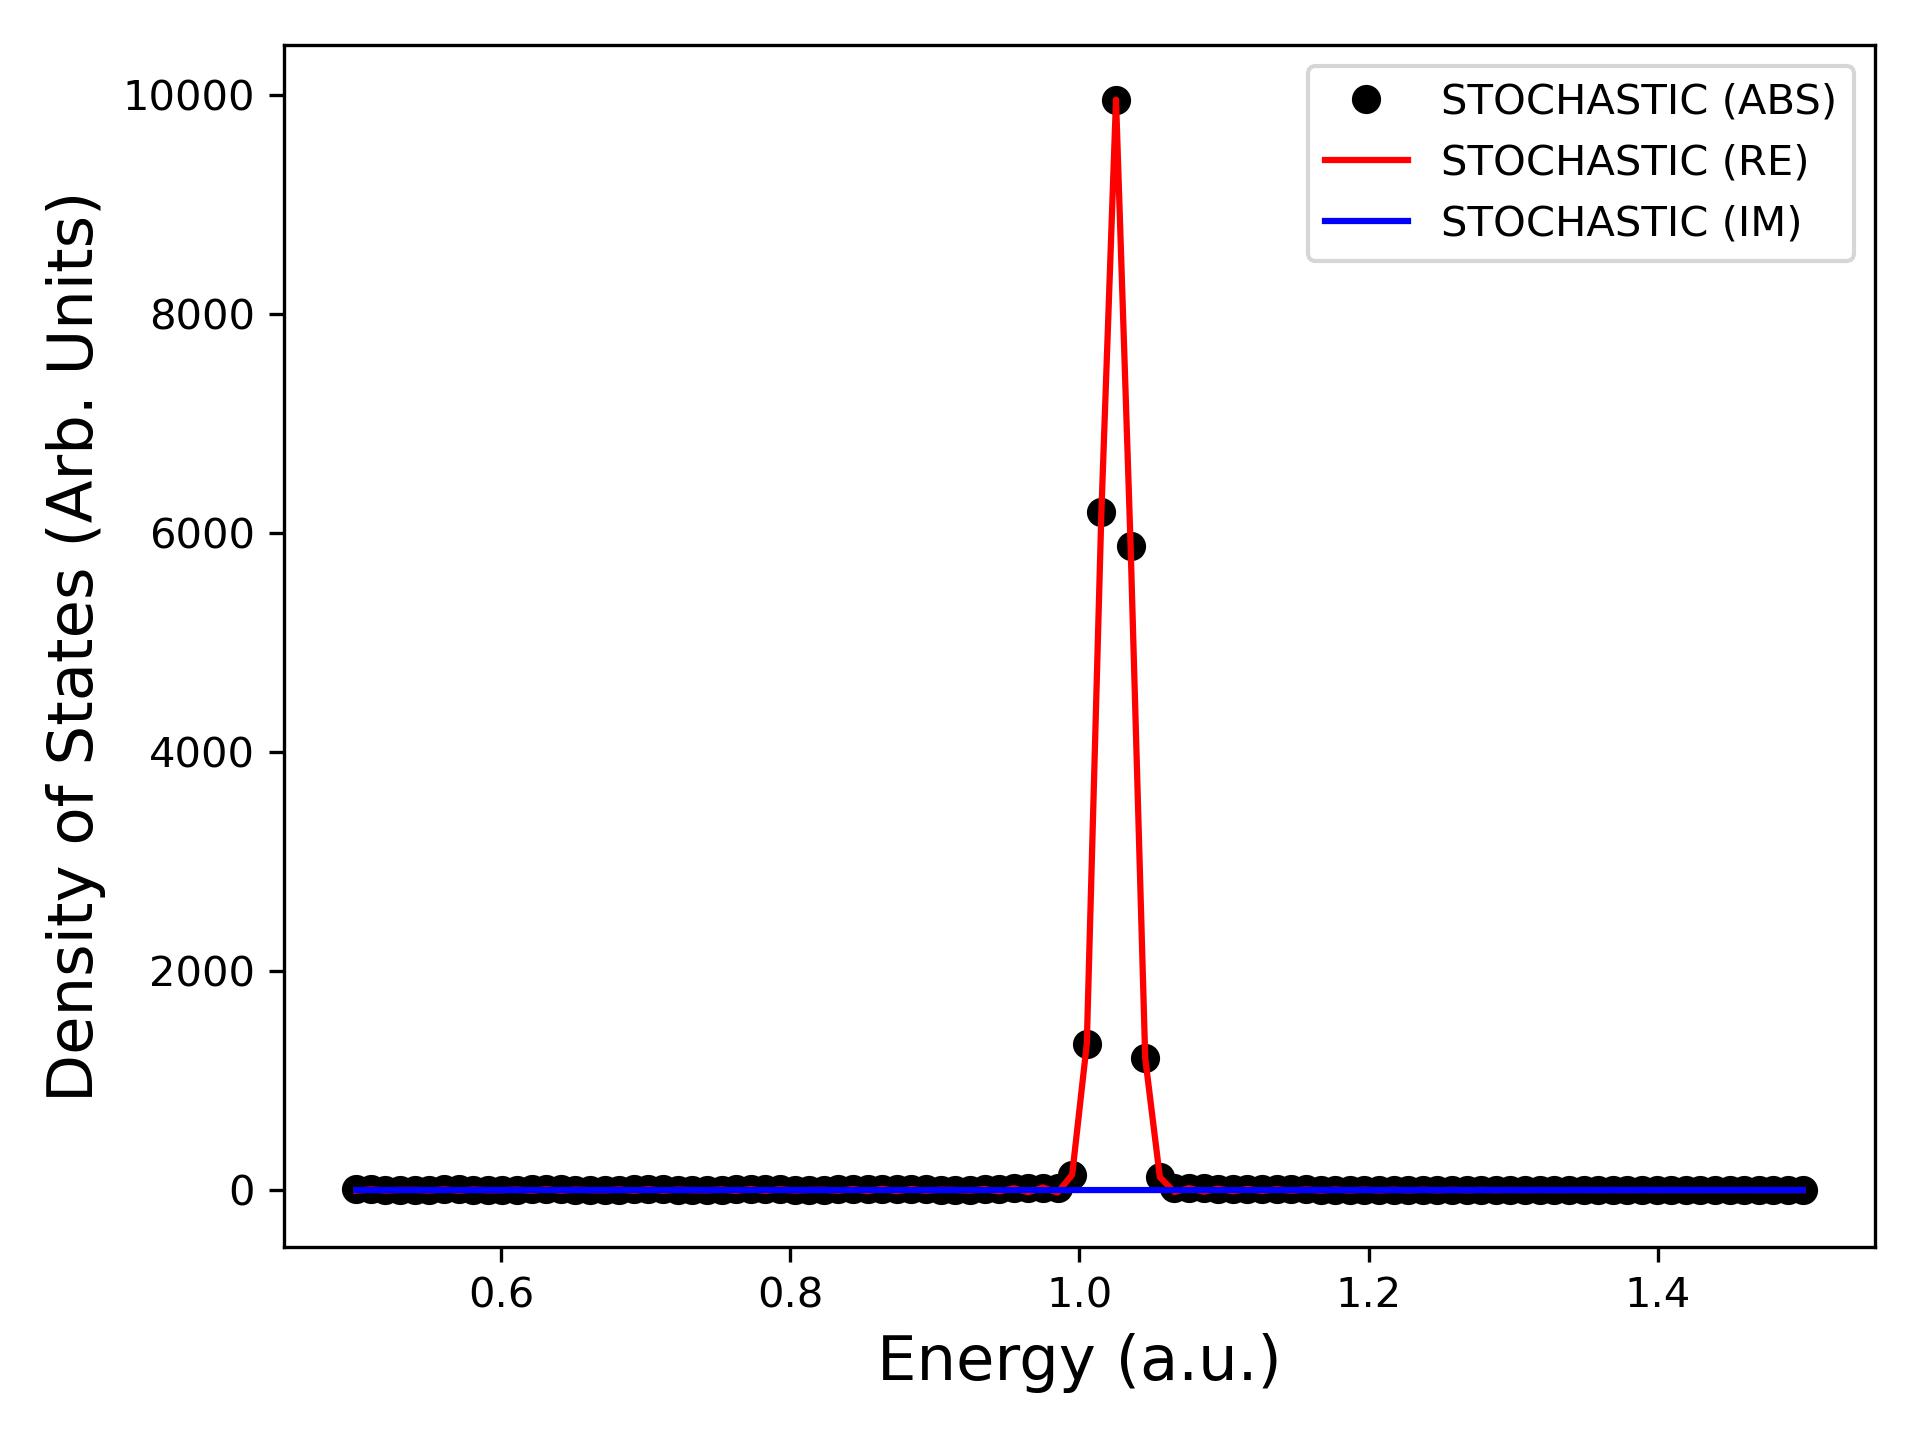 10000
8000
6000
4000
2000
0
Density of States (Arb. Units)
STOCHASTIC (ABS)
STOCHASTIC (RE)
STOCHASTIC (IM)
0.6 0.8 1.0 1.2 1.4
Energy (a.u.)